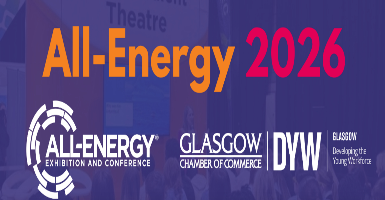 Theatre
All-Energy 2026
ALL-ENERGY®
EXHIBITION AND CONFERENCE
GLASGOW
CHAMBER OF COMMERCE
DYW
GLASGOW
Developing the
Young Workforce